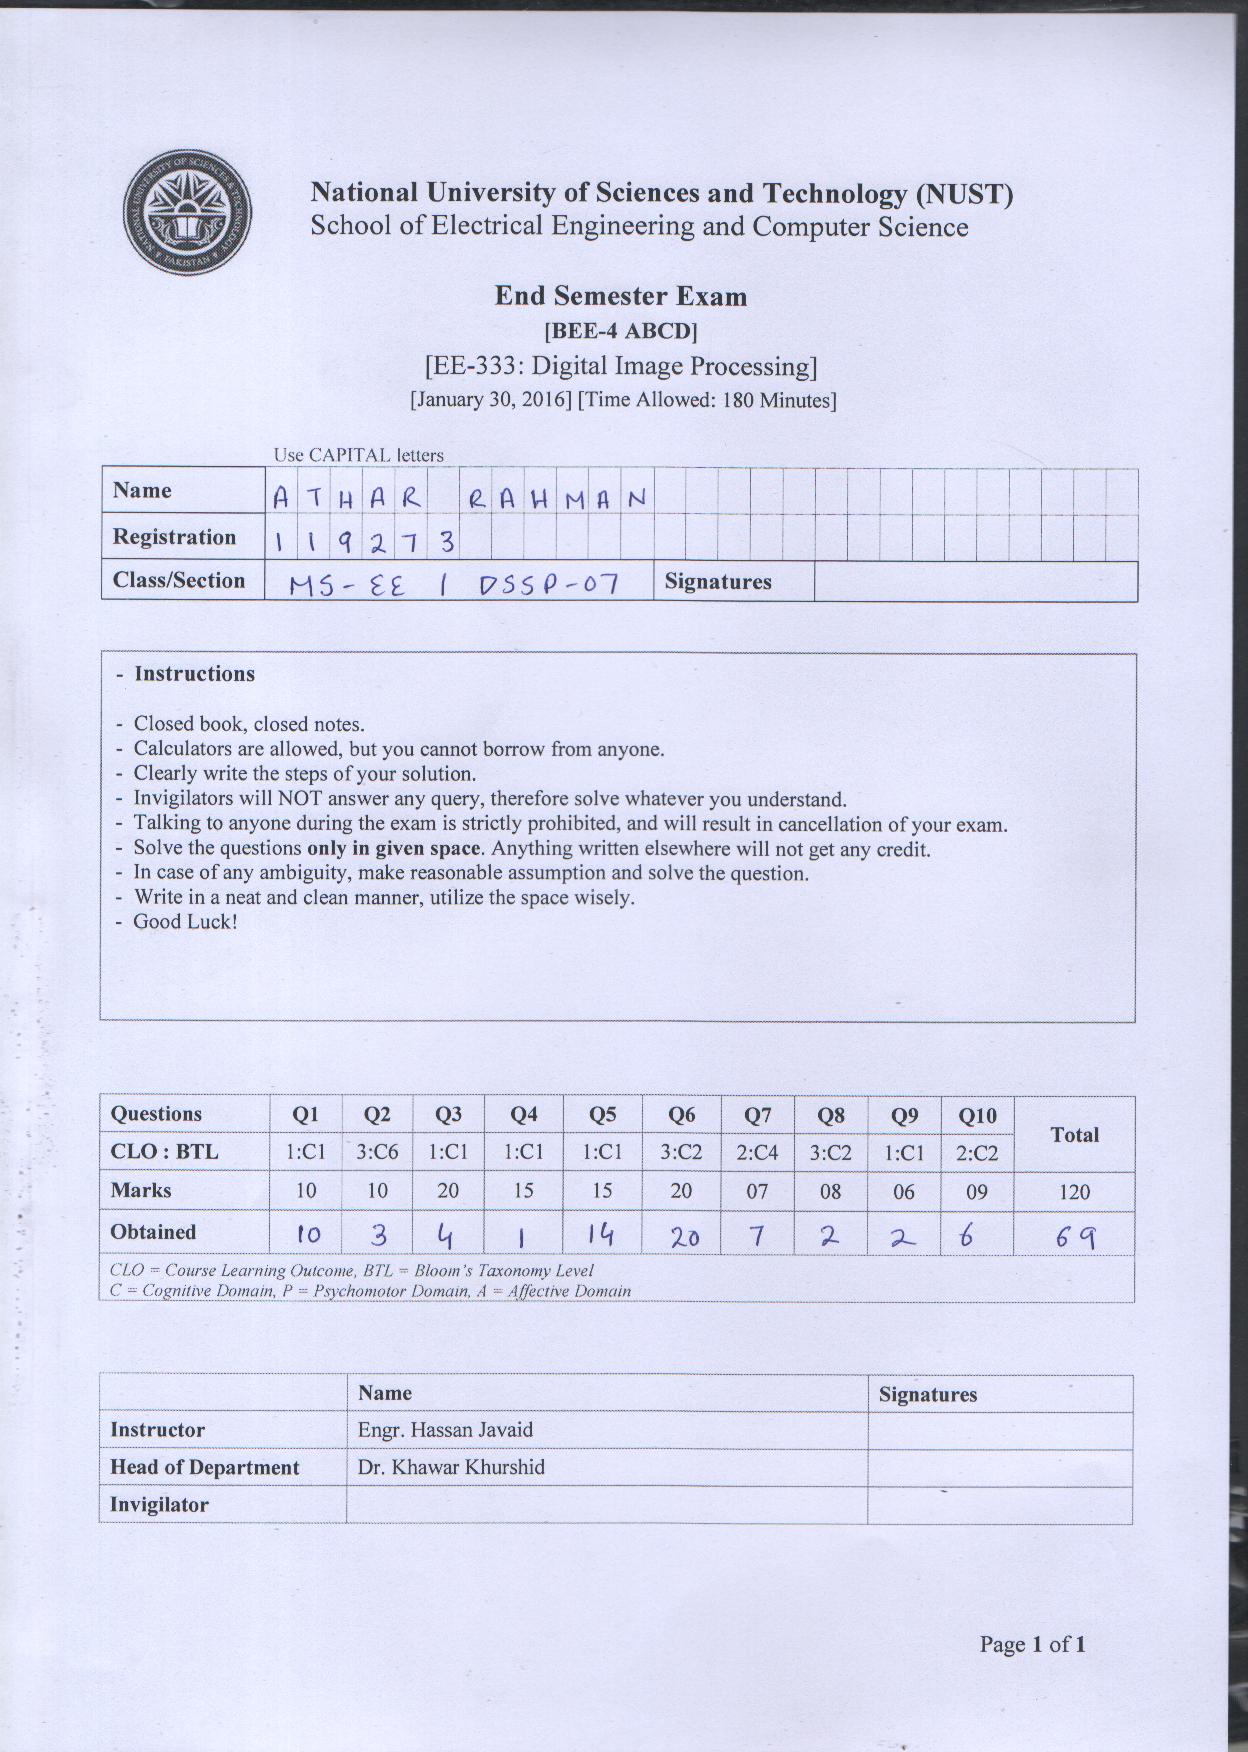 NATIONAL UNIVERSITY OF SCIENCES & TECHNOLOGY
PAKISTAN
National University of Sciences and Technology (NUST)
School of Electrical Engineering and Computer Science
End Semester Exam
[BEE-4 ABCD]
[EE-333: Digital Image Processing]
[January 30, 2016] [Time Allowed: 180 Minutes]
Use CAPITAL letters
Name ATHAR RAHMAN
Registration 119273
Class/Section MS-EE / DSSP-07 Signatures
- Instructions
- Closed book, closed notes.
- Calculators are allowed, but you cannot borrow from anyone.
- Clearly write the steps of your solution.
- Invigilators will NOT answer any query, therefore solve whatever you understand.
- Talking to anyone during the exam is strictly prohibited, and will result in cancellation of your exam.
- Solve the questions only in given space. Anything written elsewhere will not get any credit.
- In case of any ambiguity, make reasonable assumption and solve the question.
- Write in a neat and clean manner, utilize the space wisely.
- Good Luck!
Questions Q1 Q2 Q3 Q4 Q5 Q6 Q7 Q8 Q9 Q10 Total
CLO : BTL 1:C1 3:C6 1:C1 1:C1 1:C1 3:C2 2:C4 3:C2 1:C1 2:C2
Marks 10 10 20 15 15 20 07 08 06 09 120
Obtained 10 3 4 1 14 20 7 2 2 6 69
CLO = Course Learning Outcome, BTL = Bloom's Taxonomy Level
C = Cognitive Domain, P = Psychomotor Domain, A = Affective Domain
Name Signatures
Instructor Engr. Hassan Javaid
Head of Department Dr. Khawar Khurshid
Invigilator
Page 1 of 1